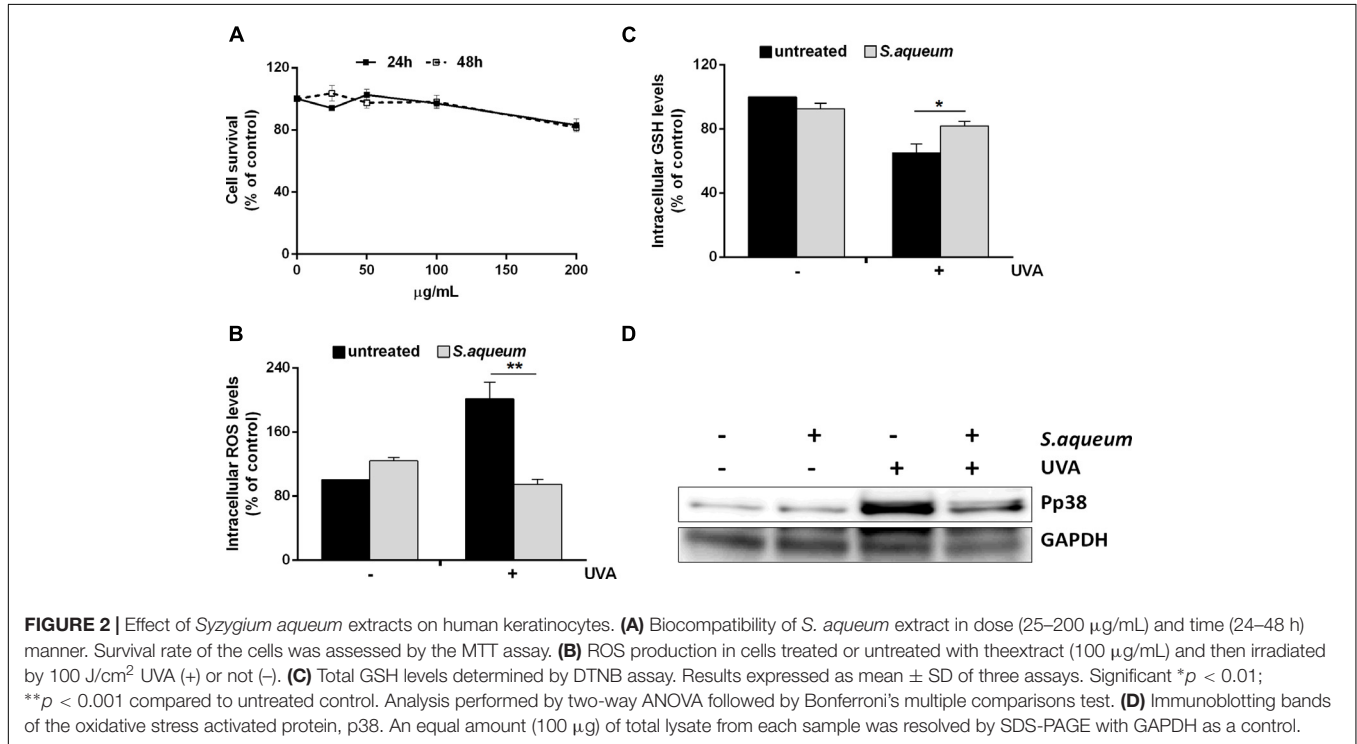 A
24h 48h
120
80
40
0
Cell survival
(% of control)
0 50 100 150 200
μg/mL
C
untreated S.aqueum
120
80
40
0
Intracellular GSH levels
(% of control)
*
- + UVA
B
untreated S.aqueum
240
160
80
0
Intracellular ROS levels
(% of control)
**
- + UVA
D
- + - + S.aqueum
- - + + UVA
Pp38
GAPDH
FIGURE 2 | Effect of Syzygium aqueum extracts on human keratinocytes. (A) Biocompatibility of S. aqueum extract in dose (25–200 μg/mL) and time (24–48 h)
manner. Survival rate of the cells was assessed by the MTT assay. (B) ROS production in cells treated or untreated with theextract (100 μg/mL) and then irradiated
by 100 J/cm² UVA (+) or not (–). (C) Total GSH levels determined by DTNB assay. Results expressed as mean ± SD of three assays. Significant *p < 0.01;
**p < 0.001 compared to untreated control. Analysis performed by two-way ANOVA followed by Bonferroni's multiple comparisons test. (D) Immunoblotting bands
of the oxidative stress activated protein, p38. An equal amount (100 μg) of total lysate from each sample was resolved by SDS-PAGE with GAPDH as a control.